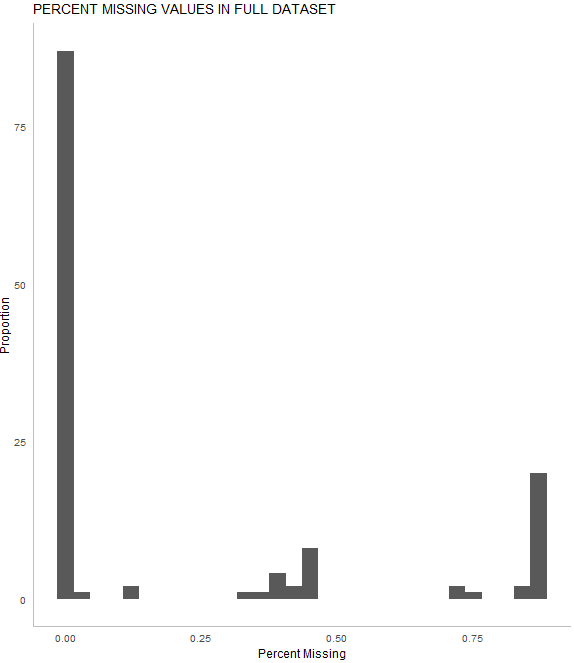 PERCENT MISSING VALUES IN FULL DATASET
75
50
25
0
Proportion
0.00
0.25
0.50
0.75
Percent Missing